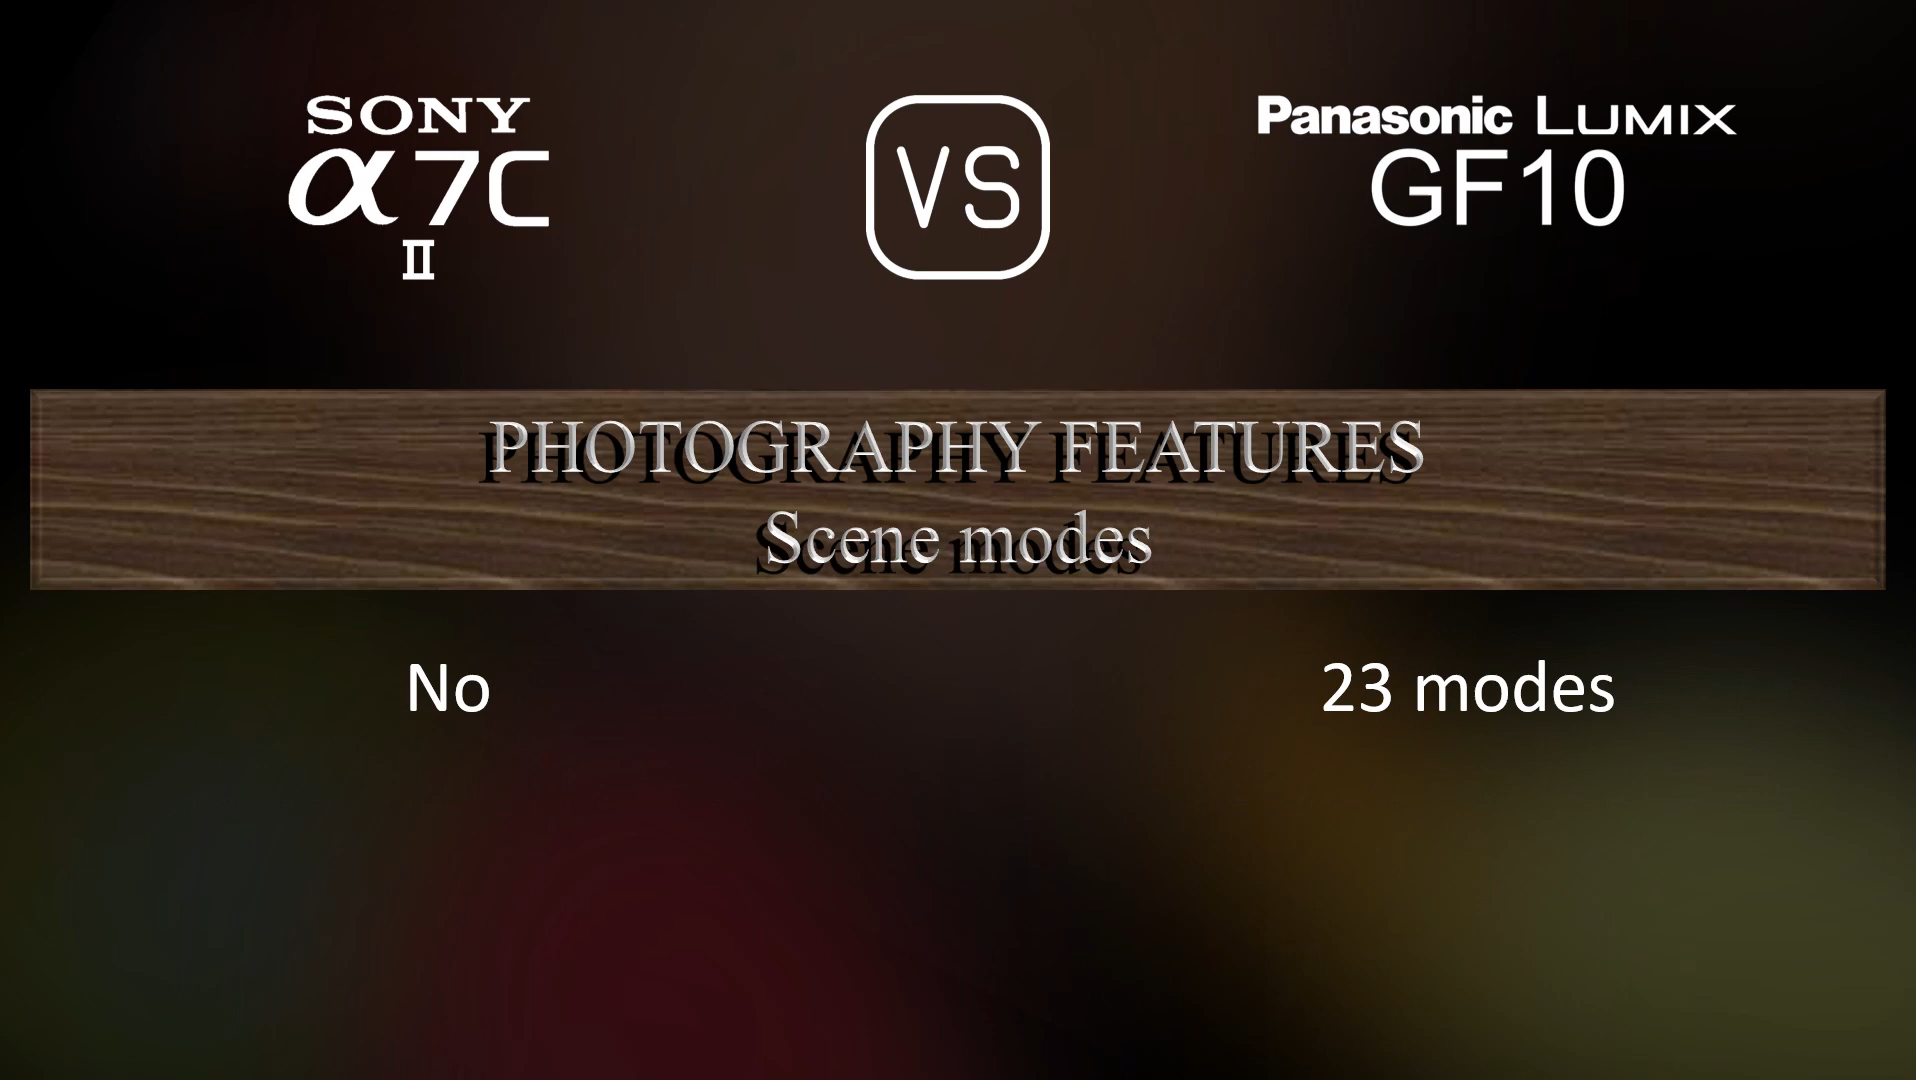 SONY
α7C
II
VS
Panasonic LUMIX
GF10
PHOTOGRAPHY FEATURES
Scene modes
No
23 modes